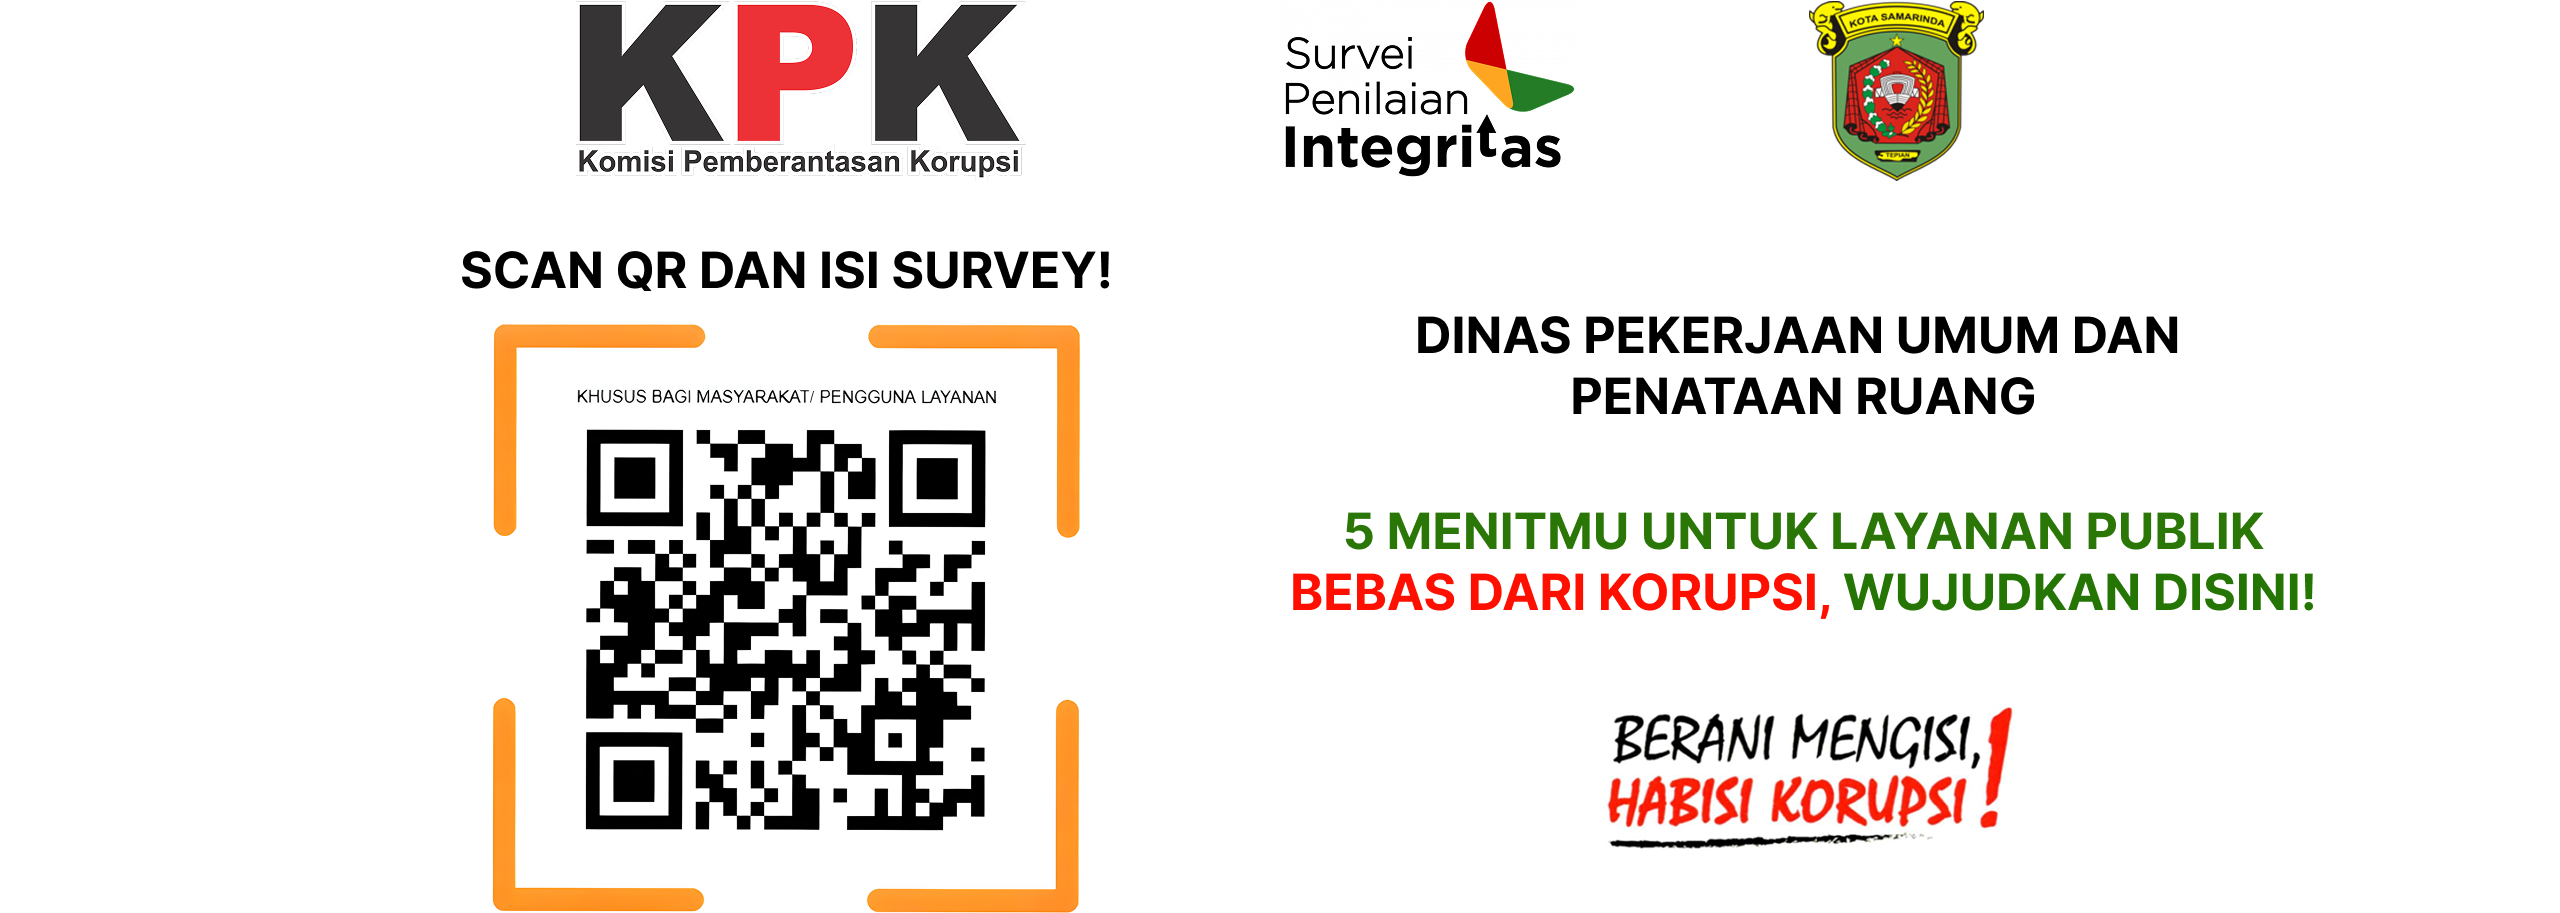 KPK
Komisi Pemberantasan Korupsi
Survei
Penilaian
Integritas
KOTA SAMARINDA
TEPIAN
SCAN QR DAN ISI SURVEY!
KHUSUS BAGI MASYARAKAT/ PENGGUNA LAYANAN
DINAS PEKERJAAN UMUM DAN
PENATAAN RUANG
5 MENITMU UNTUK LAYANAN PUBLIK
BEBAS DARI KORUPSI, WUJUDKAN DISINI!
BERANI MENGISI,
HABISI KORUPSI!